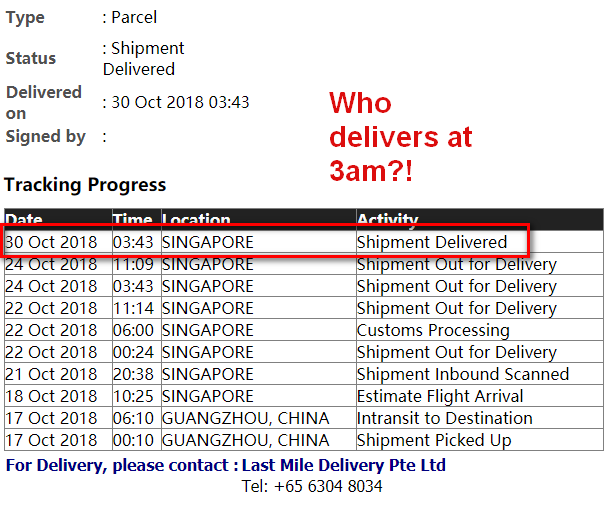 Type : Parcel
Status : Shipment
Delivered
Delivered
on : 30 Oct 2018 03:43
Signed by :
Who
delivers at
3am?!
Tracking Progress
Date Time Location Activity
30 Oct 2018 03:43 SINGAPORE Shipment Delivered
24 Oct 2018 11:09 SINGAPORE Shipment Out for Delivery
24 Oct 2018 03:43 SINGAPORE Shipment Out for Delivery
22 Oct 2018 11:14 SINGAPORE Shipment Out for Delivery
22 Oct 2018 06:00 SINGAPORE Customs Processing
22 Oct 2018 00:24 SINGAPORE Shipment Out for Delivery
21 Oct 2018 20:38 SINGAPORE Shipment Inbound Scanned
18 Oct 2018 10:25 SINGAPORE Estimate Flight Arrival
17 Oct 2018 06:10 GUANGZHOU, CHINA Intransit to Destination
17 Oct 2018 00:10 GUANGZHOU, CHINA Shipment Picked Up
For Delivery, please contact : Last Mile Delivery Pte Ltd
Tel: +65 6304 8034